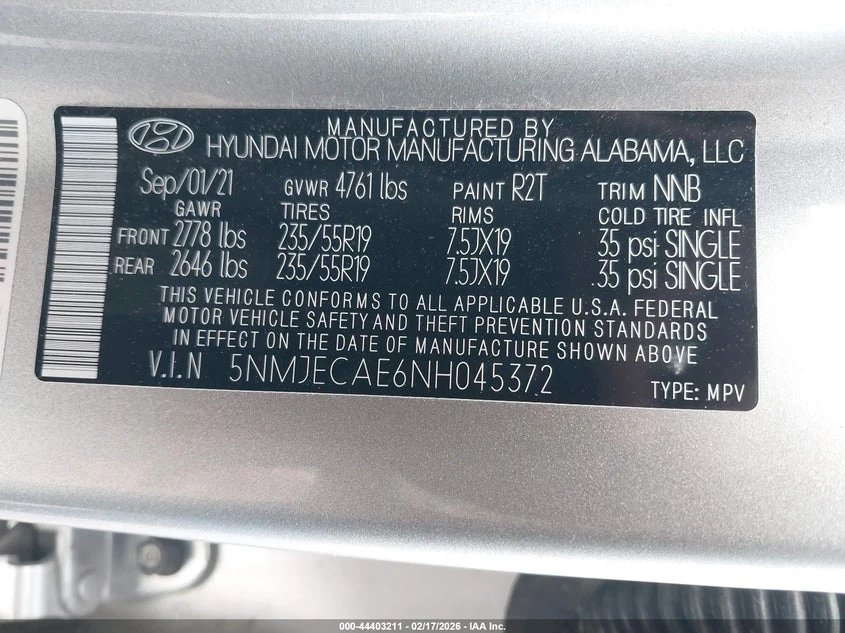 MANUFACTURED BY
HYUNDAI MOTOR MANUFACTURING ALABAMA, LLC
Sep/01/21 GVWR 4761 lbs PAINT R2T TRIM NNB
GAWR TIRES RIMS COLD TIRE INFL
FRONT 2778 lbs 235/55R19 7.5JX19 35 psi SINGLE
REAR 2646 lbs 235/55R19 7.5JX19 35 psi SINGLE
THIS VEHICLE CONFORMS TO ALL APPLICABLE U.S.A. FEDERAL
MOTOR VEHICLE SAFETY AND THEFT PREVENTION STANDARDS
IN EFFECT ON THE DATE OF MANUFACTURE SHOWN ABOVE
V.I.N 5NMJECAE6NH045372
TYPE: MPV
000-44403211 - 02/17/2026 - IAA Inc.